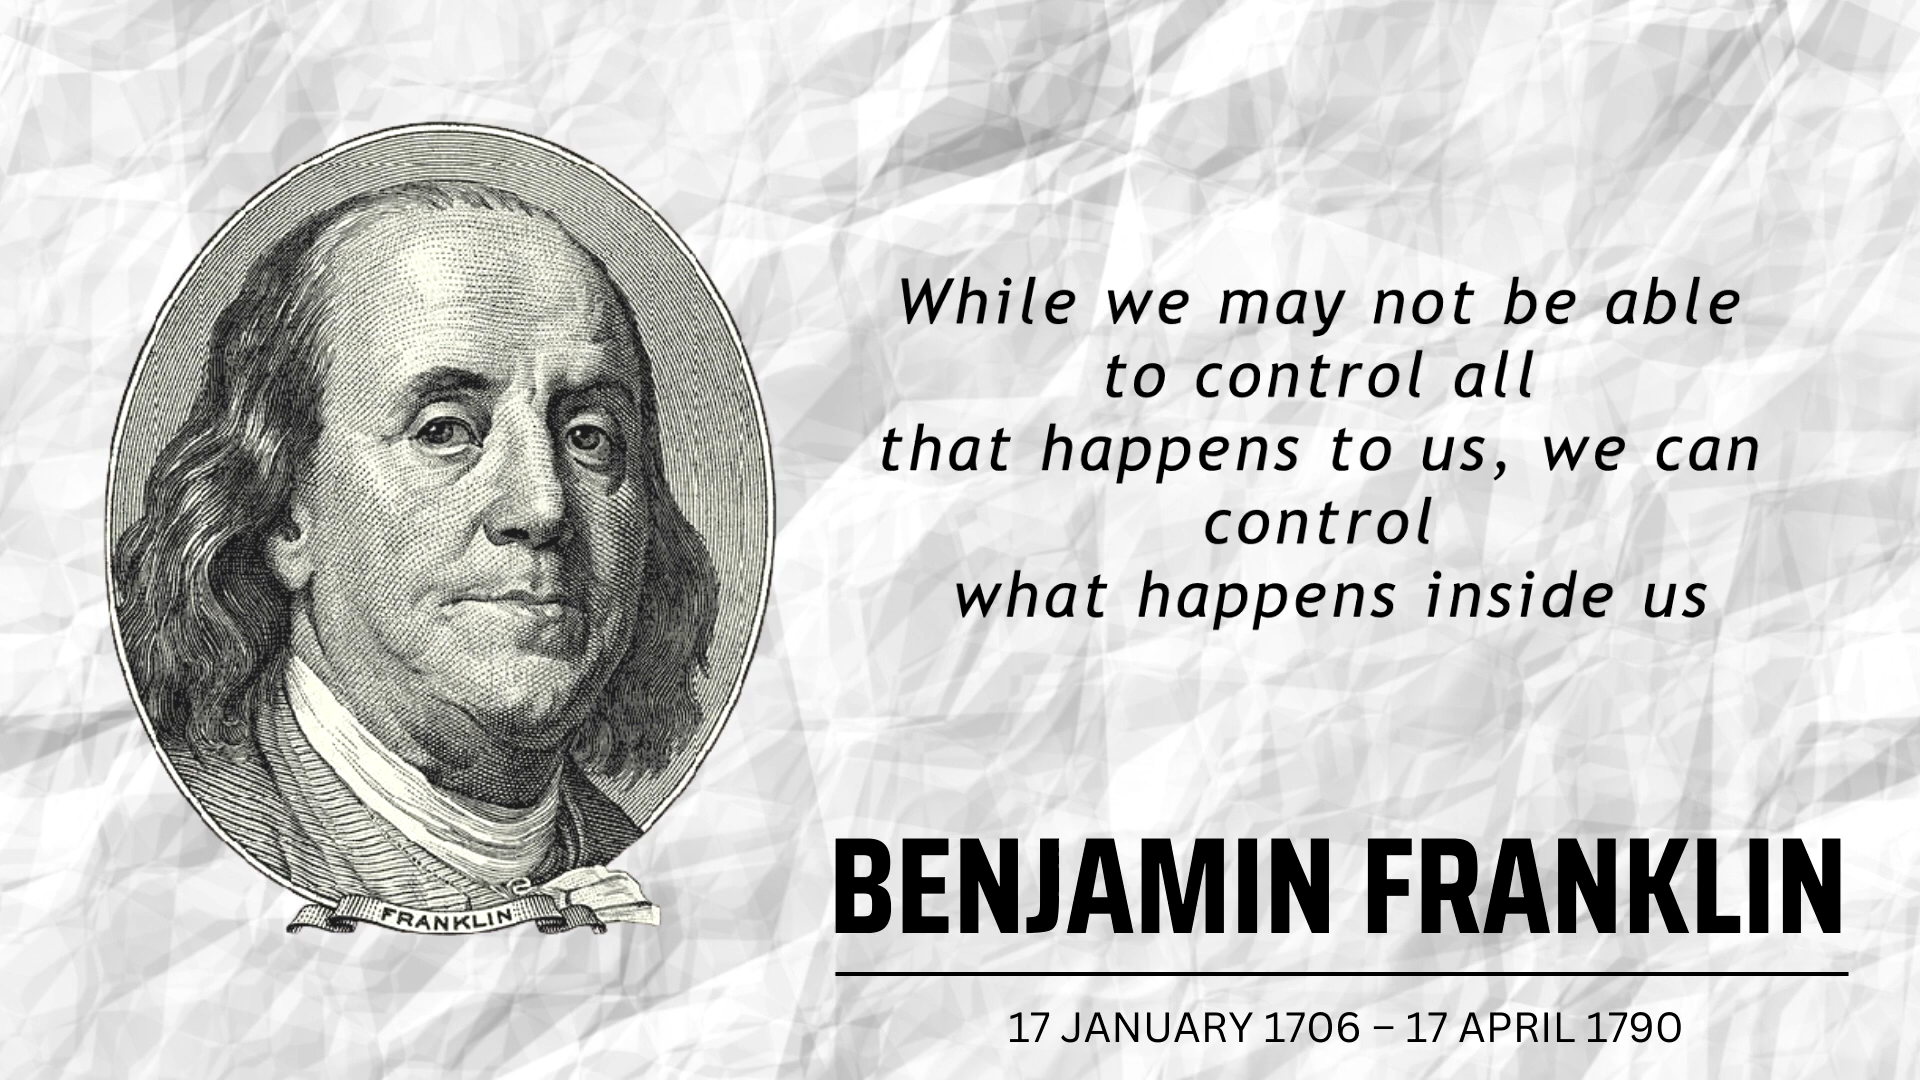 While we may not be able
to control all
that happens to us, we can
control
what happens inside us
FRANKLIN
BENJAMIN FRANKLIN
17 JANUARY 1706 – 17 APRIL 1790